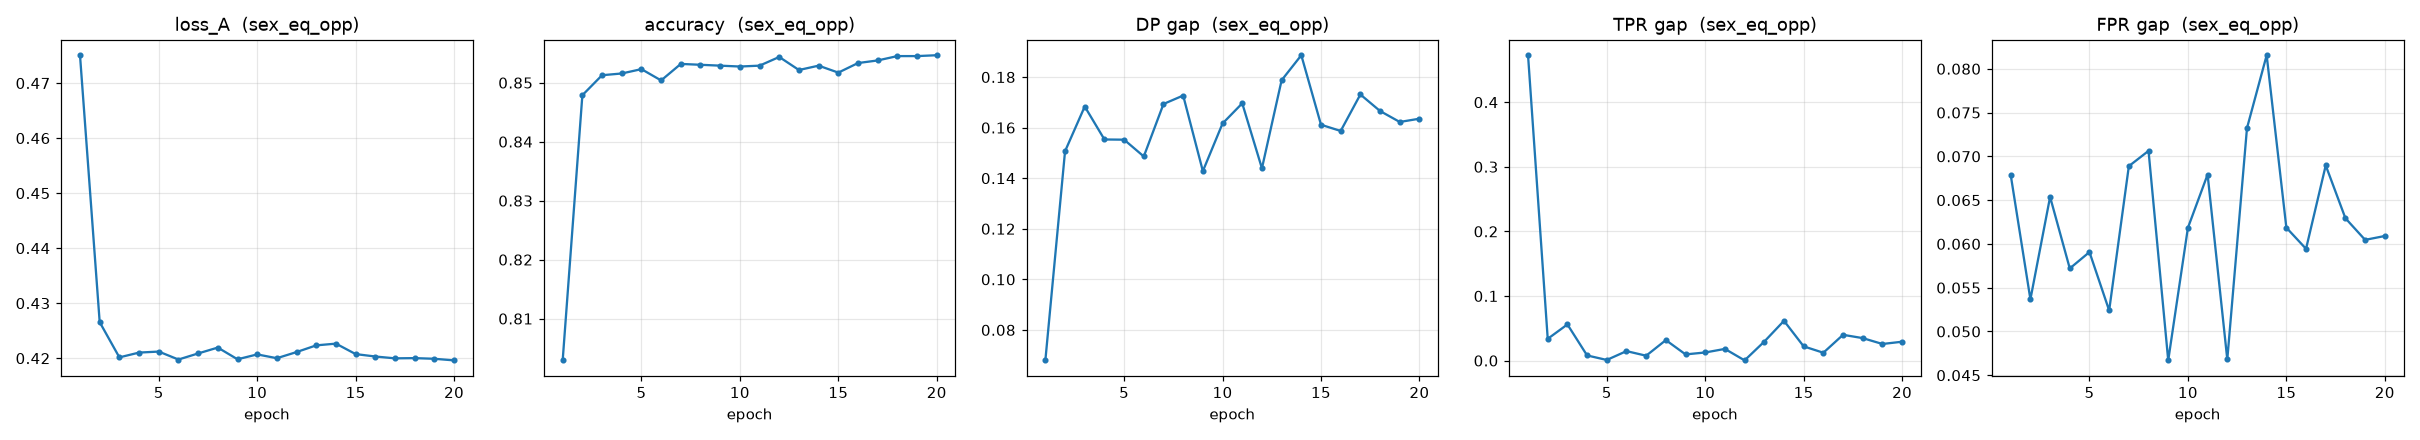 loss_A  (sex_eq_opp)
0.47
0.46
0.45
0.44
0.43
0.42
5 10 15 20
epoch
accuracy  (sex_eq_opp)
0.85
0.84
0.83
0.82
0.81
5 10 15 20
epoch
DP gap  (sex_eq_opp)
0.18
0.16
0.14
0.12
0.10
0.08
5 10 15 20
epoch
TPR gap  (sex_eq_opp)
0.4
0.3
0.2
0.1
0.0
5 10 15 20
epoch
FPR gap  (sex_eq_opp)
0.080
0.075
0.070
0.065
0.060
0.055
0.050
0.045
5 10 15 20
epoch